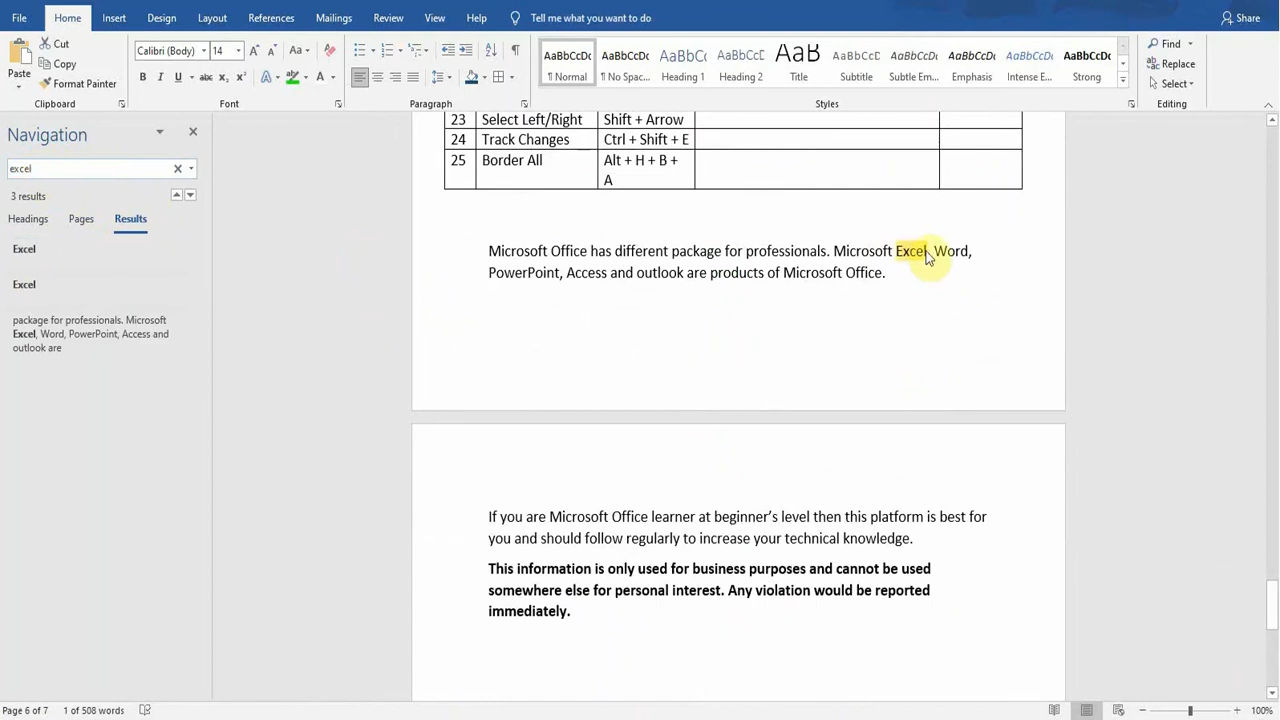 File Home Insert Design Layout References Mailings Review View Help Tell me what you want to do Share
Cut
Copy
Format Painter
Paste
Clipboard
Calibri (Body) 14 Aa
B I U abc x₂ x² A A
Font
Paragraph
AaBbCcDc AaBbCcDc AaBbCc AaBbCcD AaB AaBbCcD AaBbCcDc AaBbCcDc AaBbCcDc AaBbCcDc
¶ Normal ¶ No Spac... Heading 1 Heading 2 Title Subtitle Subtle Em... Emphasis Intense E... Strong
Styles
Find
Replace
Select
Editing
Navigation
excel
3 results
Headings Pages Results
Excel
Excel
package for professionals. Microsoft
Excel, Word, PowerPoint, Access and
outlook are
23 Select Left/Right Shift + Arrow
24 Track Changes Ctrl + Shift + E
25 Border All Alt + H + B +
A
Microsoft Office has different package for professionals. Microsoft Excel, Word,
PowerPoint, Access and outlook are products of Microsoft Office.
If you are Microsoft Office learner at beginner's level then this platform is best for
you and should follow regularly to increase your technical knowledge.
This information is only used for business purposes and cannot be used
somewhere else for personal interest. Any violation would be reported
immediately.
Page 6 of 7 1 of 508 words 100%